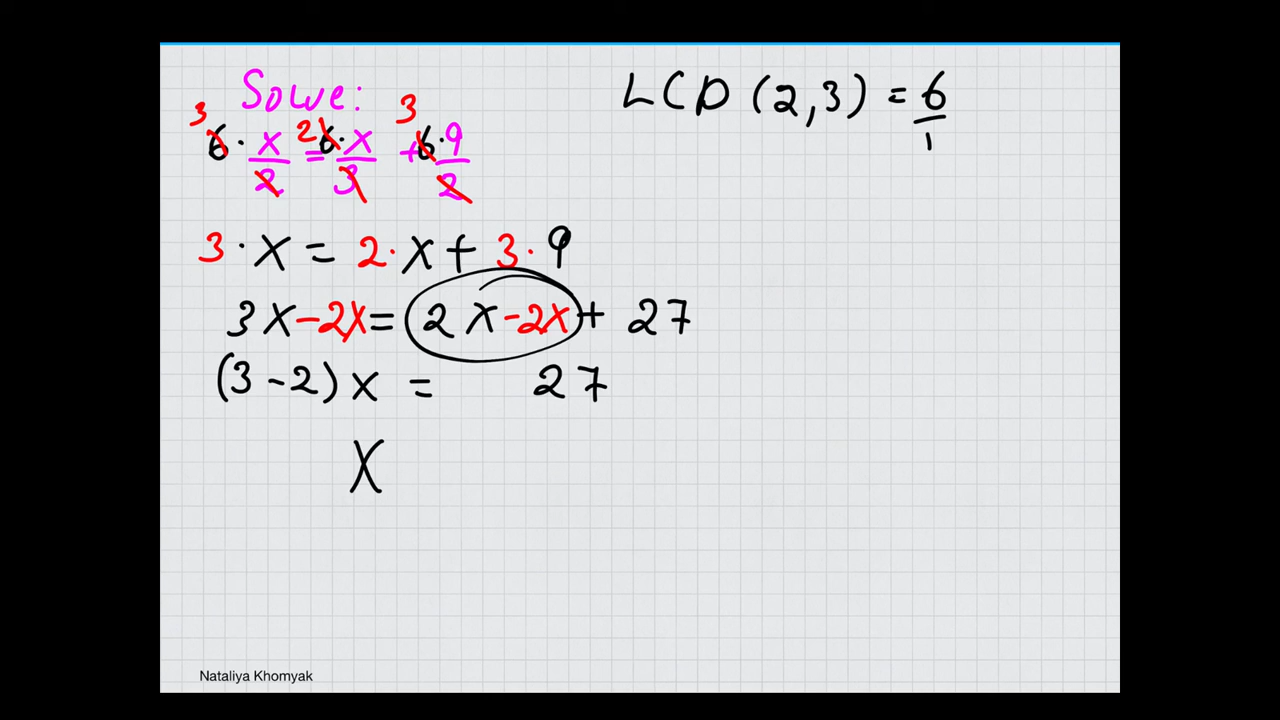 Solve:
LCD (2,3) = 6/1
3 6 · x/2 = 2 6 · x/3 + 3 6 · 9/2
3 · x = 2 · x + 3 · 9
3x - 2x = 2x - 2x + 27
(3 - 2) x = 27
X
Nataliya Khomyak